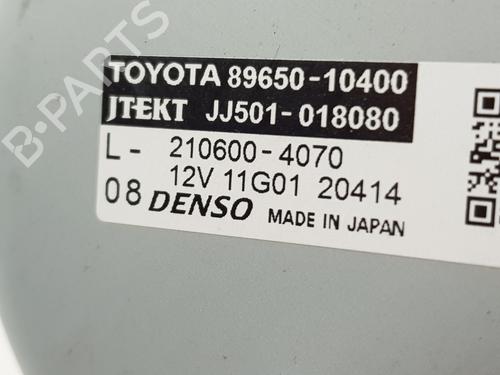 B-PARTS
TOYOTA 89650-10400
JTEKT JJ501-018080
L- 210600-4070
12V 11G01 20414
08 DENSO MADE IN JAPAN